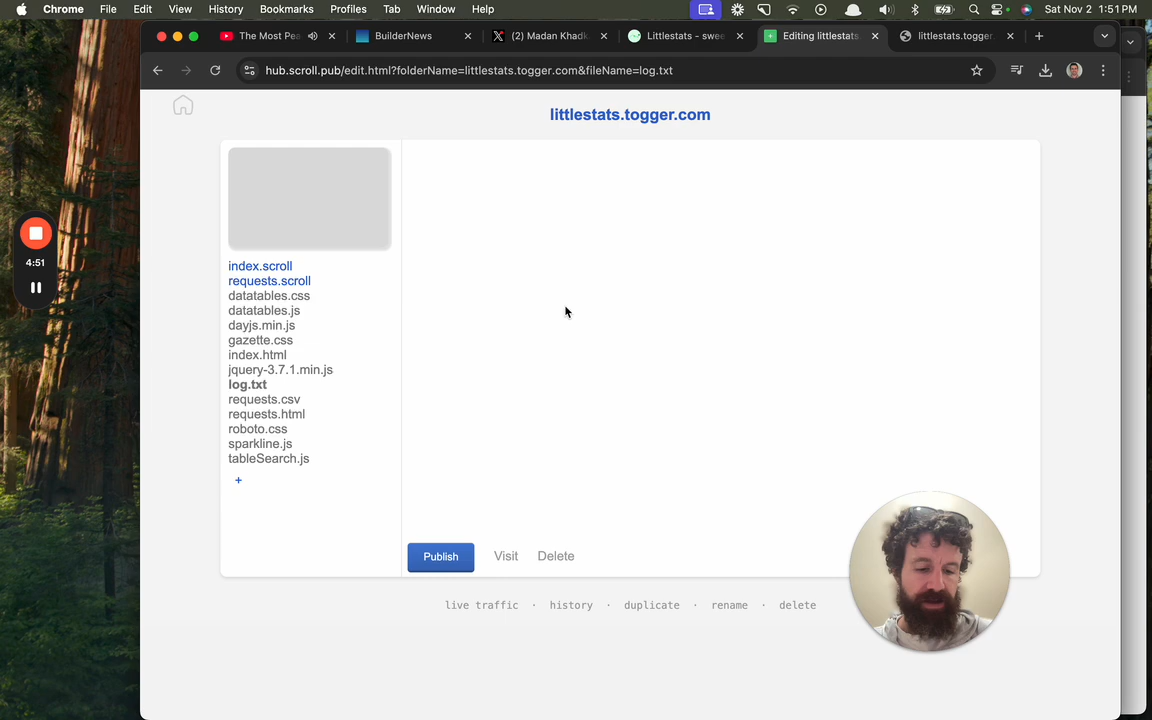 Chrome File Edit View History Bookmarks Profiles Tab Window Help Sat Nov 2 1:51 PM
The Most Pea BuilderNews (2) Madan Khadk Littlestats - swee Editing littlestats littlestats.togger.
hub.scroll.pub/edit.html?folderName=littlestats.togger.com&fileName=log.txt
littlestats.togger.com
4:51
index.scroll
requests.scroll
datatables.css
datatables.js
dayjs.min.js
gazette.css
index.html
jquery-3.7.1.min.js
log.txt
requests.csv
requests.html
roboto.css
sparkline.js
tableSearch.js
+
Publish Visit Delete
live traffic · history · duplicate · rename · delete